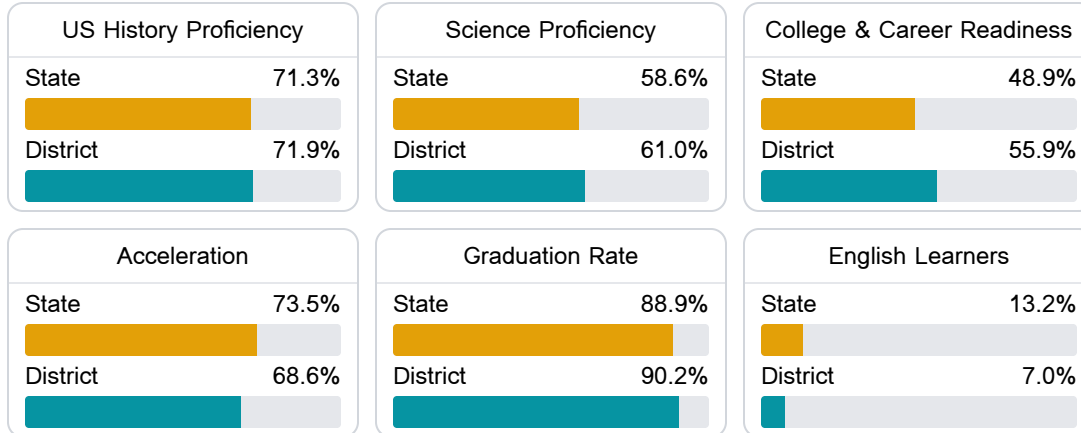 US History Proficiency
State 71.3%
District 71.9%
Science Proficiency
State 58.6%
District 61.0%
College & Career Readiness
State 48.9%
District 55.9%
Acceleration
State 73.5%
District 68.6%
Graduation Rate
State 88.9%
District 90.2%
English Learners
State 13.2%
District 7.0%